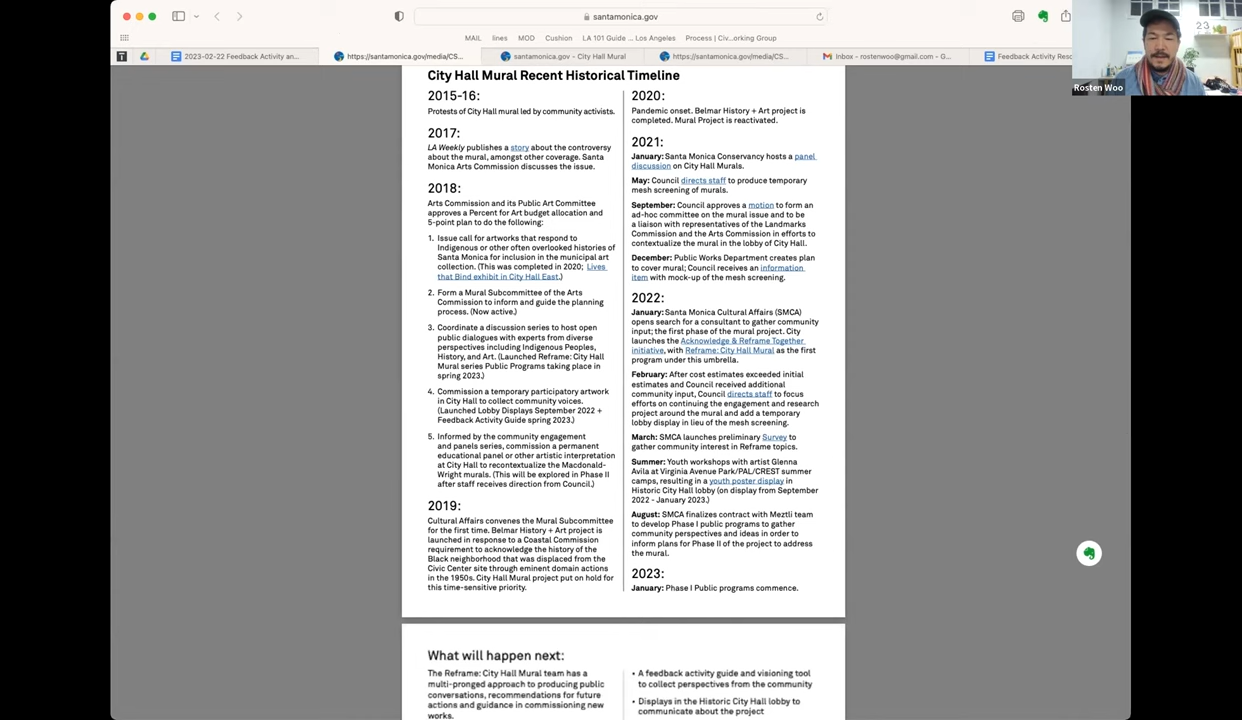 santamonica.gov
MAIL lines MOD Cushion LA 101 Guide ... Los Angeles Process | Civ...orking Group
2023-02-22 Feedback Activity an...
https://santamonica.gov/media/CS...
santamonica.gov - City Hall Mural
https://santamonica.gov/media/CS...
Inbox - rostenwoo@gmail.com - G...
Feedback Activity Reso
23
Rosten Woo
City Hall Mural Recent Historical Timeline
2015-16:
Protests of City Hall mural led by community activists.
2017:
LA Weekly publishes a story about the controversy
about the mural, amongst other coverage. Santa
Monica Arts Commission discusses the issue.
2018:
Arts Commission and its Public Art Committee
approves a Percent for Art budget allocation and
5-point plan to do the following:
1. Issue call for artworks that respond to
Indigenous or other often overlooked histories of
Santa Monica for inclusion in the municipal art
collection. (This was completed in 2020; Lives
that Bind exhibit in City Hall East.)
2. Form a Mural Subcommittee of the Arts
Commission to inform and guide the planning
process. (Now active.)
3. Coordinate a discussion series to host open
public dialogues with experts from diverse
perspectives including Indigenous Peoples,
History, and Art. (Launched Reframe: City Hall
Mural series Public Programs taking place in
spring 2023.)
4. Commission a temporary participatory artwork
in City Hall to collect community voices.
(Launched Lobby Displays September 2022 +
Feedback Activity Guide spring 2023.)
5. Informed by the community engagement
and panels series, commission a permanent
educational panel or other artistic interpretation
at City Hall to recontextualize the Macdonald-
Wright murals. (This will be explored in Phase II
after staff receives direction from Council.)
2019:
Cultural Affairs convenes the Mural Subcommittee
for the first time. Belmar History + Art project is
launched in response to a Coastal Commission
requirement to acknowledge the history of the
Black neighborhood that was displaced from the
Civic Center site through eminent domain actions
in the 1950s. City Hall Mural project put on hold for
this time-sensitive priority.
2020:
Pandemic onset. Belmar History + Art project is
completed. Mural Project is reactivated.
2021:
January: Santa Monica Conservancy hosts a panel
discussion on City Hall Murals.
May: Council directs staff to produce temporary
mesh screening of murals.
September: Council approves a motion to form an
ad-hoc committee on the mural issue and to be
a liaison with representatives of the Landmarks
Commission and the Arts Commission in efforts to
contextualize the mural in the lobby of City Hall.
December: Public Works Department creates plan
to cover mural; Council receives an information
item with mock-up of the mesh screening.
2022:
January: Santa Monica Cultural Affairs (SMCA)
opens search for a consultant to gather community
input; the first phase of the mural project. City
launches the Acknowledge & Reframe Together
initiative, with Reframe: City Hall Mural as the first
program under this umbrella.
February: After cost estimates exceeded initial
estimates and Council received additional
community input, Council directs staff to focus
efforts on continuing the engagement and research
project around the mural and add a temporary
lobby display in lieu of the mesh screening.
March: SMCA launches preliminary Survey to
gather community interest in Reframe topics.
Summer: Youth workshops with artist Glenna
Avila at Virginia Avenue Park/PAL/CREST summer
camps, resulting in a youth poster display in
Historic City Hall lobby (on display from September
2022 - January 2023.)
August: SMCA finalizes contract with Meztli team
to develop Phase I public programs to gather
community perspectives and ideas in order to
inform plans for Phase II of the project to address
the mural.
2023:
January: Phase I Public programs commence.
What will happen next:
The Reframe: City Hall Mural team has a
multi-pronged approach to producing public
conversations, recommendations for future
actions and guidance in commissioning new
works.
• A feedback activity guide and visioning tool
to collect perspectives from the community
• Displays in the Historic City Hall lobby to
communicate about the project